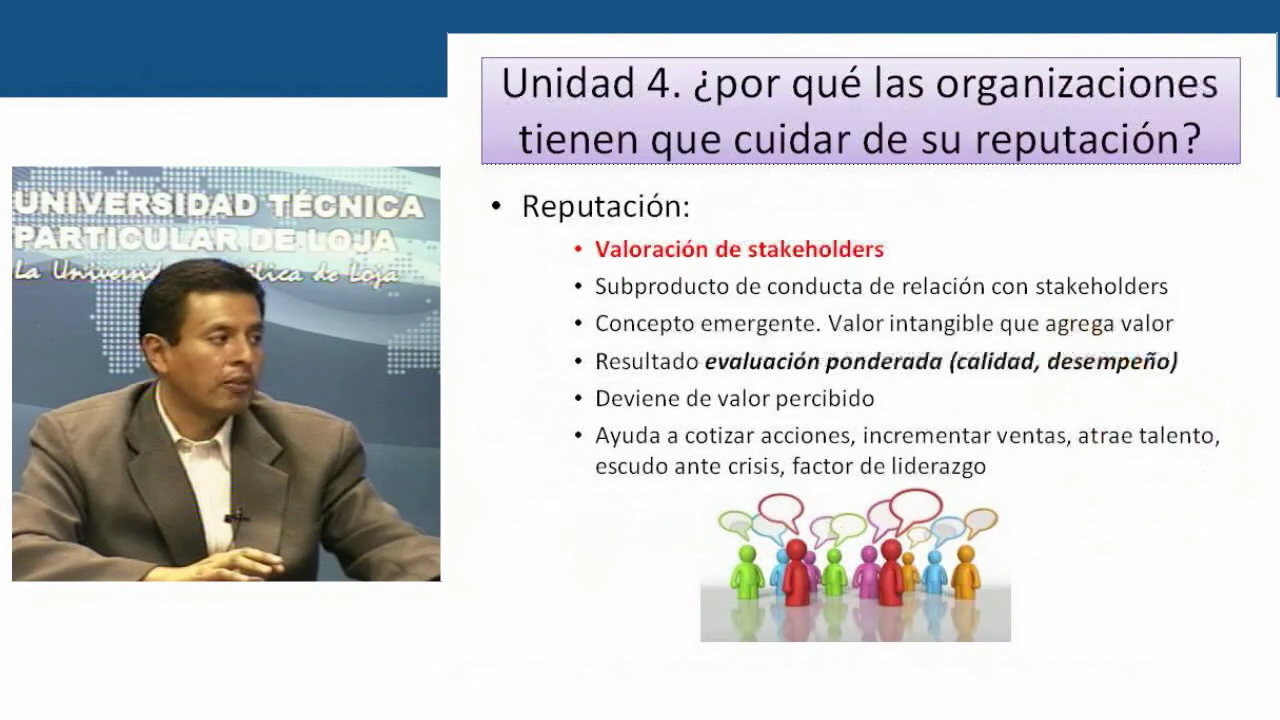 Unidad 4. ¿por qué las organizaciones
tienen que cuidar de su reputación?
UNIVERSIDAD TÉCNICA
PARTICULAR DE LOJA
La de Loja
• Reputación:
• Valoración de stakeholders
• Subproducto de conducta de relación con stakeholders
• Concepto emergente. Valor intangible que agrega valor
• Resultado evaluación ponderada (calidad, desempeño)
• Deviene de valor percibido
• Ayuda a cotizar acciones, incrementar ventas, atrae talento,
escudo ante crisis, factor de liderazgo